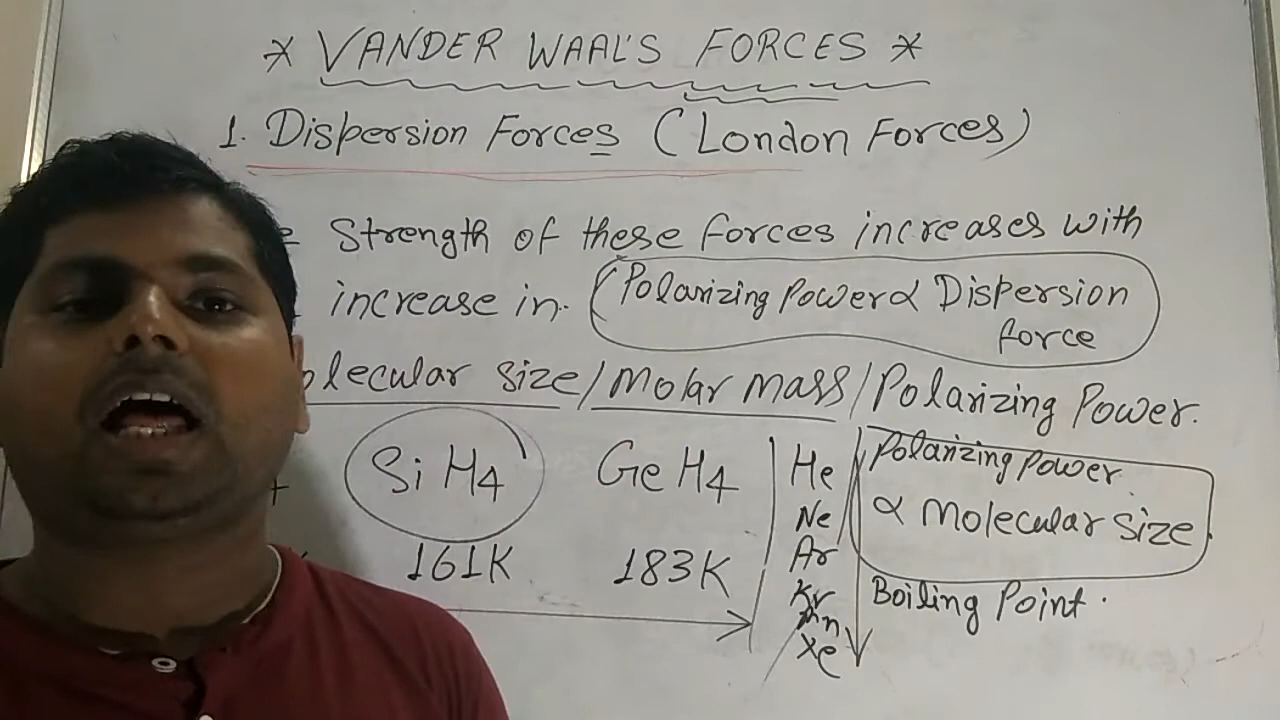 * VANDER WAAL'S FORCES *
1. Dispersion Forces (London Forces)
Strength of these forces increases with
increase in. (Polarizing Power ∝ Dispersion
force
olecular size/molar mass/Polarizing Power.
SiH4 GeH4
161K 183K
He
Ne
Ar
Kr
Xe
Polarizing Power
∝ molecular size
Boiling Point.